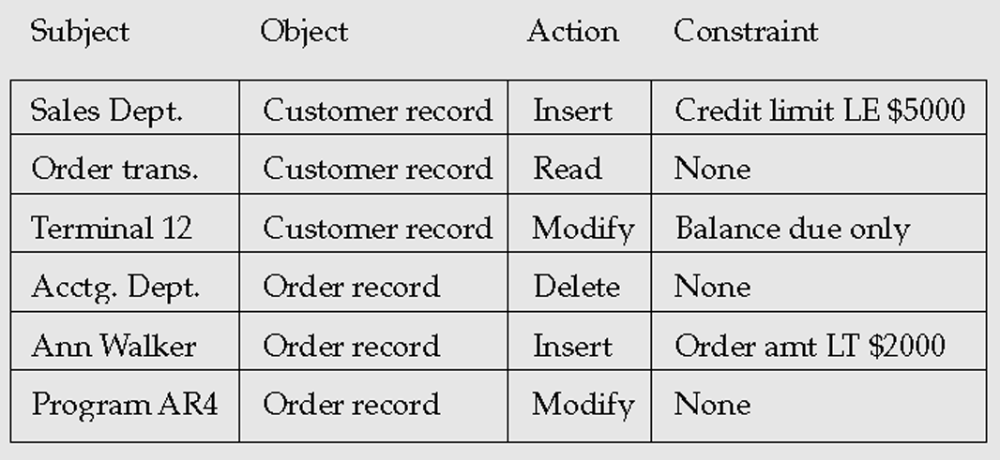 Subject Object Action Constraint
Sales Dept. Customer record Insert Credit limit LE $5000
Order trans. Customer record Read None
Terminal 12 Customer record Modify Balance due only
Acctg. Dept. Order record Delete None
Ann Walker Order record Insert Order amt LT $2000
Program AR4 Order record Modify None